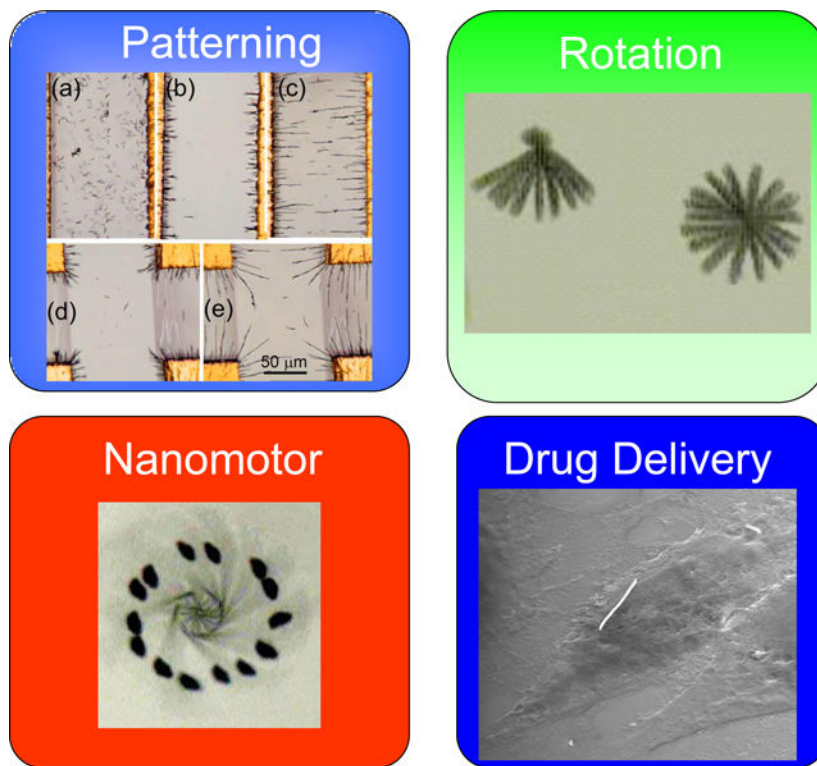 Patterning
(a) (b) (c)
(d) (e)
50 μm
Rotation
Nanomotor
Drug Delivery